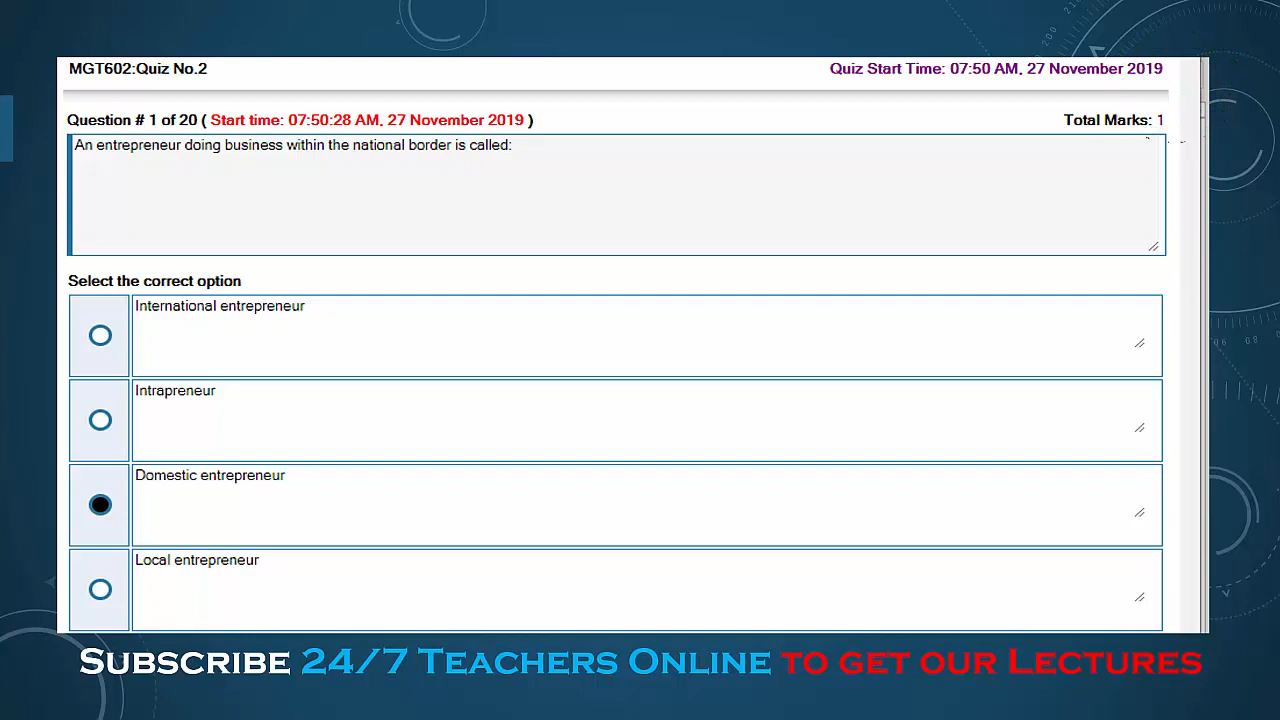 MGT602:Quiz No.2
Quiz Start Time: 07:50 AM, 27 November 2019
Question # 1 of 20 ( Start time: 07:50:28 AM, 27 November 2019 )
Total Marks: 1
An entrepreneur doing business within the national border is called:
Select the correct option
International entrepreneur
Intrapreneur
Domestic entrepreneur
Local entrepreneur
Subscribe 24/7 Teachers Online to get our Lectures